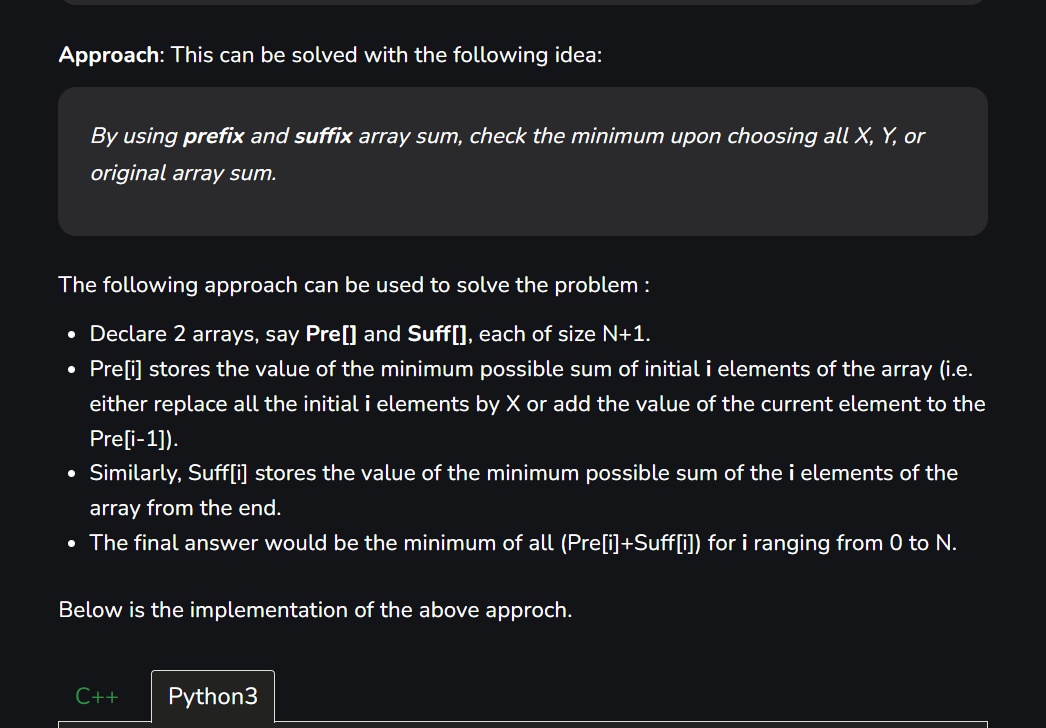 Approach: This can be solved with the following idea:
By using prefix and suffix array sum, check the minimum upon choosing all X, Y, or
original array sum.
The following approach can be used to solve the problem :
• Declare 2 arrays, say Pre[] and Suff[], each of size N+1.
• Pre[i] stores the value of the minimum possible sum of initial i elements of the array (i.e.
either replace all the initial i elements by X or add the value of the current element to the
Pre[i-1]).
• Similarly, Suff[i] stores the value of the minimum possible sum of the i elements of the
array from the end.
• The final answer would be the minimum of all (Pre[i]+Suff[i]) for i ranging from 0 to N.
Below is the implementation of the above approch.
C++ Python3